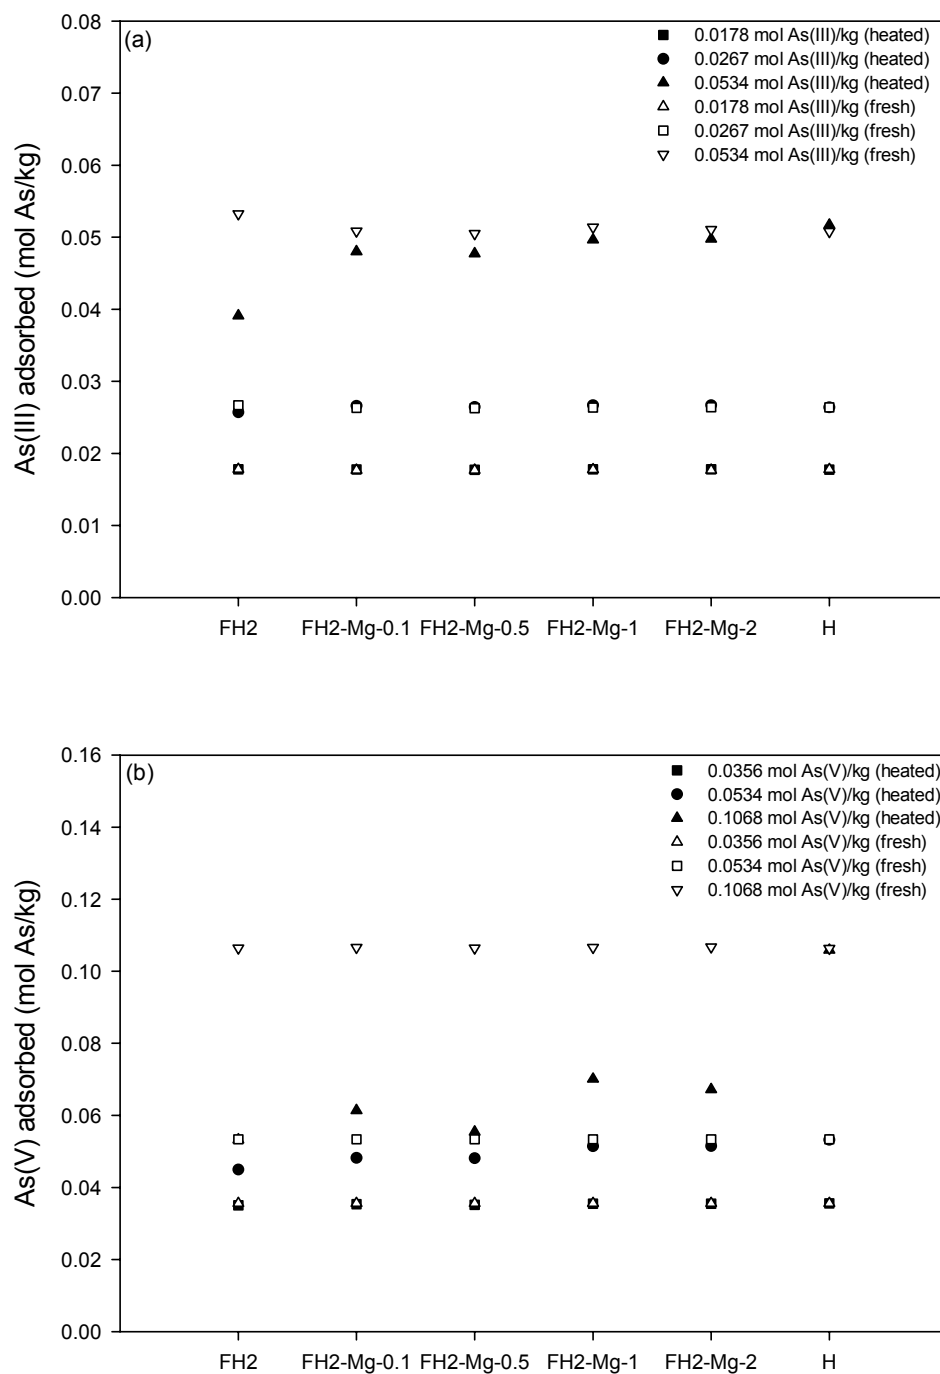 (a)
0.0178 mol As(III)/kg (heated)
0.0267 mol As(III)/kg (heated)
0.0534 mol As(III)/kg (heated)
0.0178 mol As(III)/kg (fresh)
0.0267 mol As(III)/kg (fresh)
0.0534 mol As(III)/kg (fresh)
As(III) adsorbed (mol As/kg)
0.08
0.07
0.06
0.05
0.04
0.03
0.02
0.01
0.00
FH2 FH2-Mg-0.1 FH2-Mg-0.5 FH2-Mg-1 FH2-Mg-2 H
(b)
0.0356 mol As(V)/kg (heated)
0.0534 mol As(V)/kg (heated)
0.1068 mol As(V)/kg (heated)
0.0356 mol As(V)/kg (fresh)
0.0534 mol As(V)/kg (fresh)
0.1068 mol As(V)/kg (fresh)
As(V) adsorbed (mol As/kg)
0.16
0.14
0.12
0.10
0.08
0.06
0.04
0.02
0.00
FH2 FH2-Mg-0.1 FH2-Mg-0.5 FH2-Mg-1 FH2-Mg-2 H